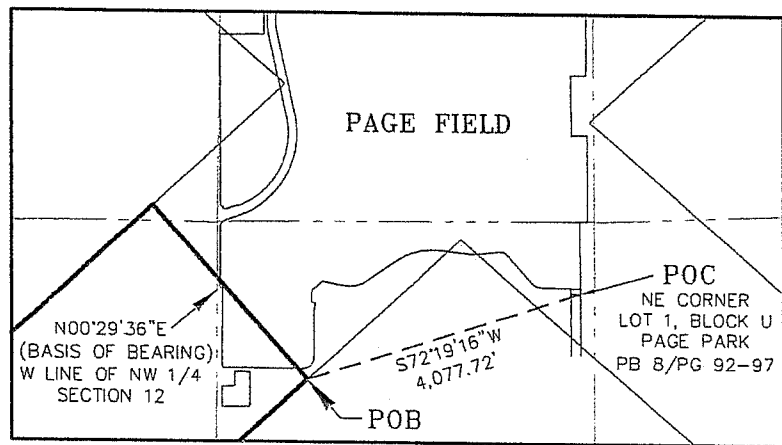 PAGE FIELD
POC
NE CORNER
LOT 1, BLOCK U
PAGE PARK
PB 8/PG 92-97
N00°29'36"E
(BASIS OF BEARING)
W LINE OF NW 1/4
SECTION 12
S72°19'16"W
4,077.72'
POB